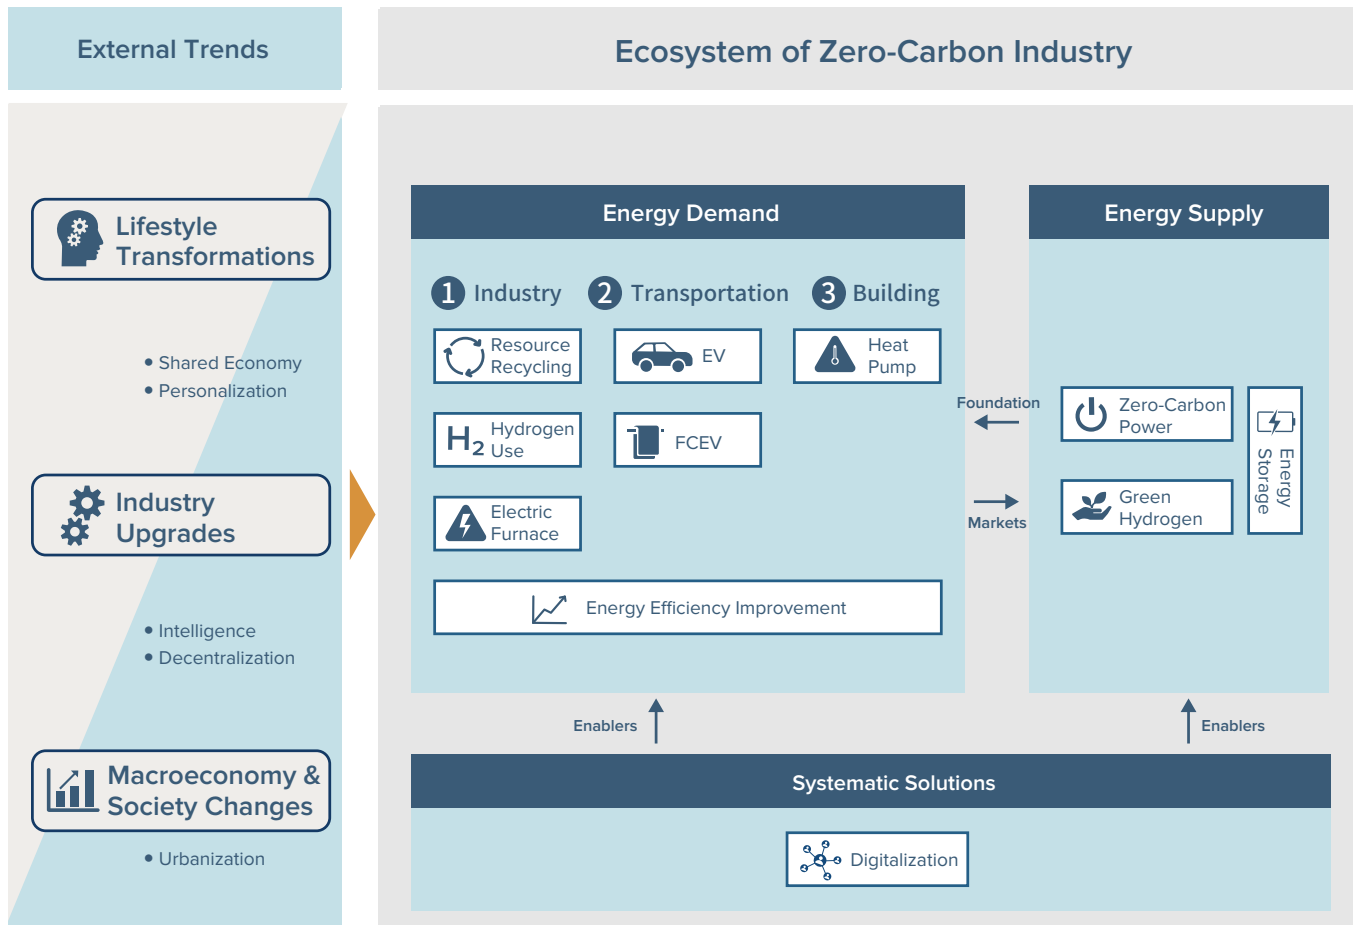 External Trends
Ecosystem of Zero-Carbon Industry
Lifestyle
Transformations
• Shared Economy
• Personalization
Industry
Upgrades
• Intelligence
• Decentralization
Macroeconomy &
Society Changes
• Urbanization
Energy Demand
1 Industry
2 Transportation
3 Building
Resource
Recycling
EV
Heat
Pump
H2 Hydrogen
Use
FCEV
Electric
Furnace
Energy Efficiency Improvement
Foundation
Markets
Energy Supply
Zero-Carbon
Power
Green
Hydrogen
Energy
Storage
Enablers
Enablers
Systematic Solutions
Digitalization